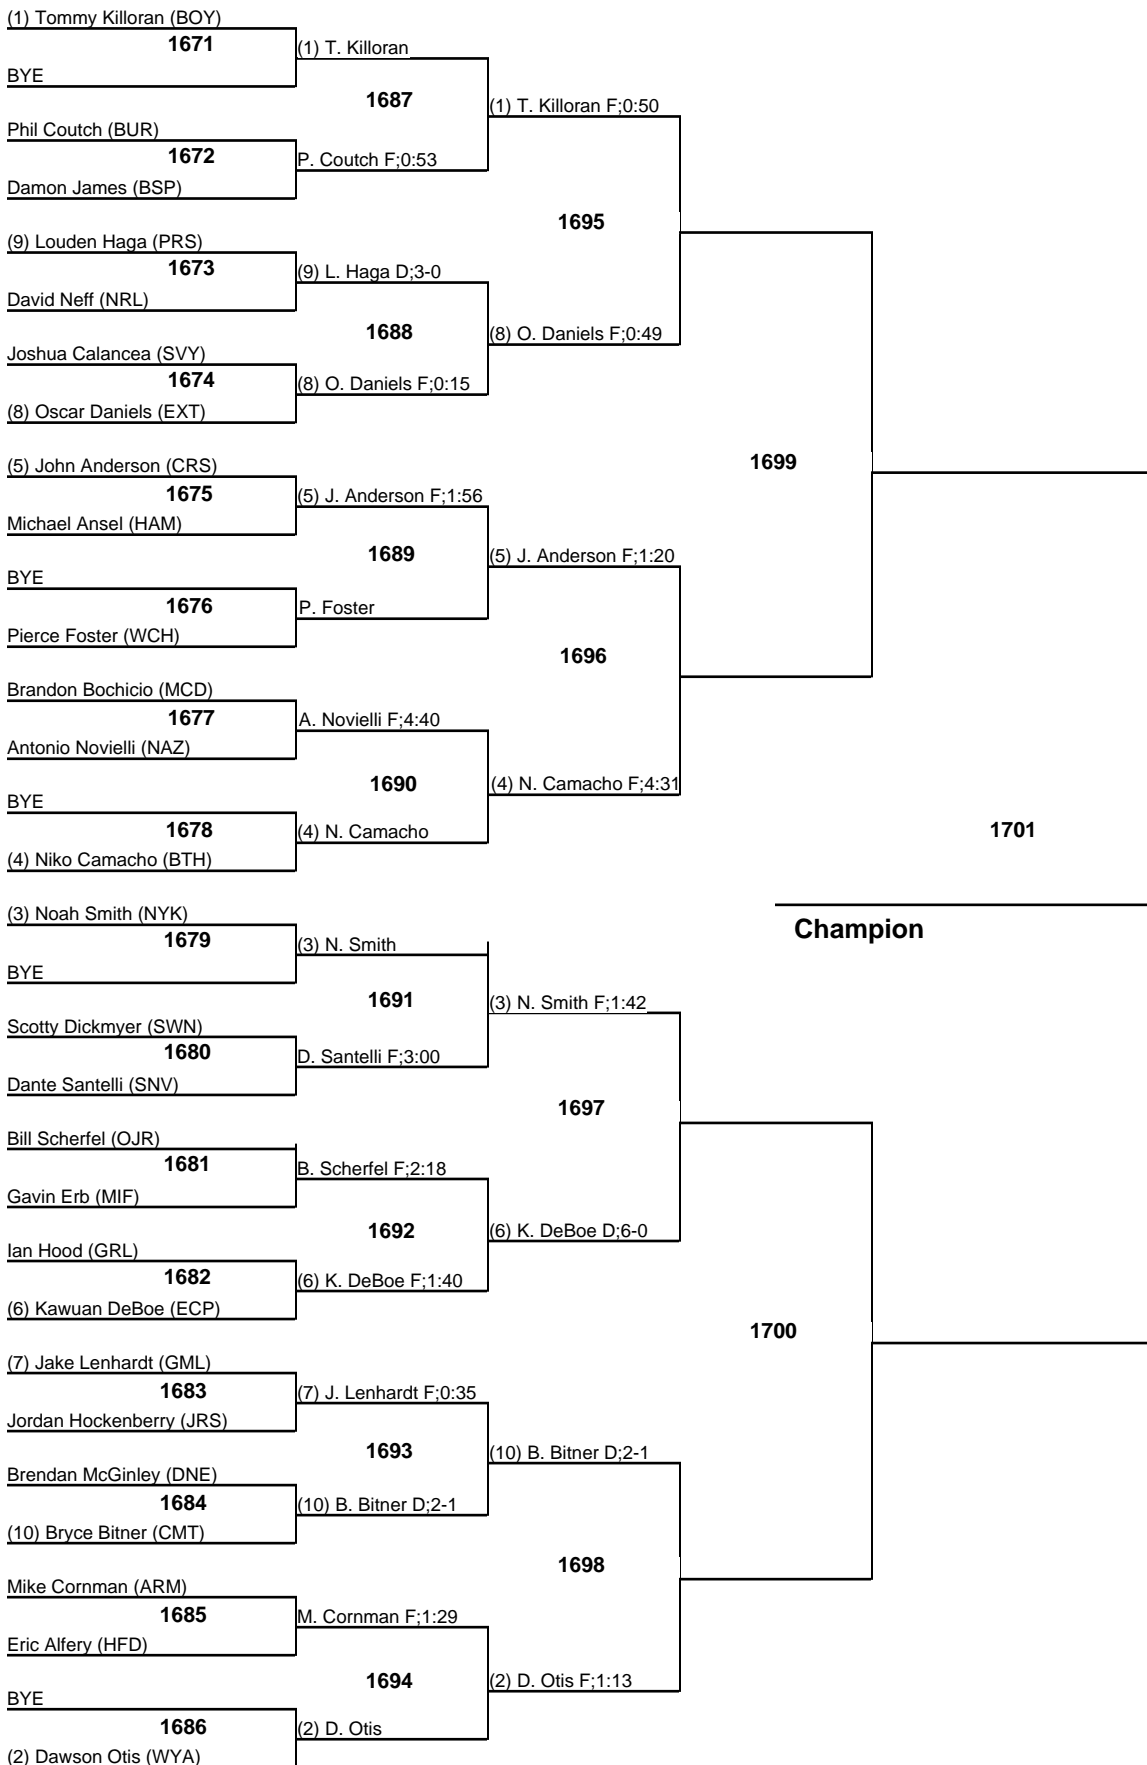 (1) Tommy Killoran (BOY)
1671
BYE
(1) T. Killoran
1687
Phil Coutch (BUR)
1672
Damon James (BSP)
P. Coutch F;0:53
(1) T. Killoran F;0:50
1695
(9) Louden Haga (PRS)
1673
David Neff (NRL)
(9) L. Haga D;3-0
1688
Joshua Calancea (SVY)
1674
(8) Oscar Daniels (EXT)
(8) O. Daniels F;0:15
(8) O. Daniels F;0:49
1699
(5) John Anderson (CRS)
1675
Michael Ansel (HAM)
(5) J. Anderson F;1:56
1689
BYE
1676
Pierce Foster (WCH)
P. Foster
(5) J. Anderson F;1:20
1696
Brandon Bochicio (MCD)
1677
Antonio Novielli (NAZ)
A. Novielli F;4:40
1690
BYE
1678
(4) Niko Camacho (BTH)
(4) N. Camacho
(4) N. Camacho F;4:31
1701
Champion
(3) Noah Smith (NYK)
1679
BYE
(3) N. Smith
1691
Scotty Dickmyer (SWN)
1680
Dante Santelli (SNV)
D. Santelli F;3:00
(3) N. Smith F;1:42
1697
Bill Scherfel (OJR)
1681
Gavin Erb (MIF)
B. Scherfel F;2:18
1692
Ian Hood (GRL)
1682
(6) Kawuan DeBoe (ECP)
(6) K. DeBoe F;1:40
(6) K. DeBoe D;6-0
1700
(7) Jake Lenhardt (GML)
1683
Jordan Hockenberry (JRS)
(7) J. Lenhardt F;0:35
1693
Brendan McGinley (DNE)
1684
(10) Bryce Bitner (CMT)
(10) B. Bitner D;2-1
(10) B. Bitner D;2-1
1698
Mike Cornman (ARM)
1685
Eric Alfery (HFD)
M. Cornman F;1:29
1694
BYE
1686
(2) Dawson Otis (WYA)
(2) D. Otis
(2) D. Otis F;1:13